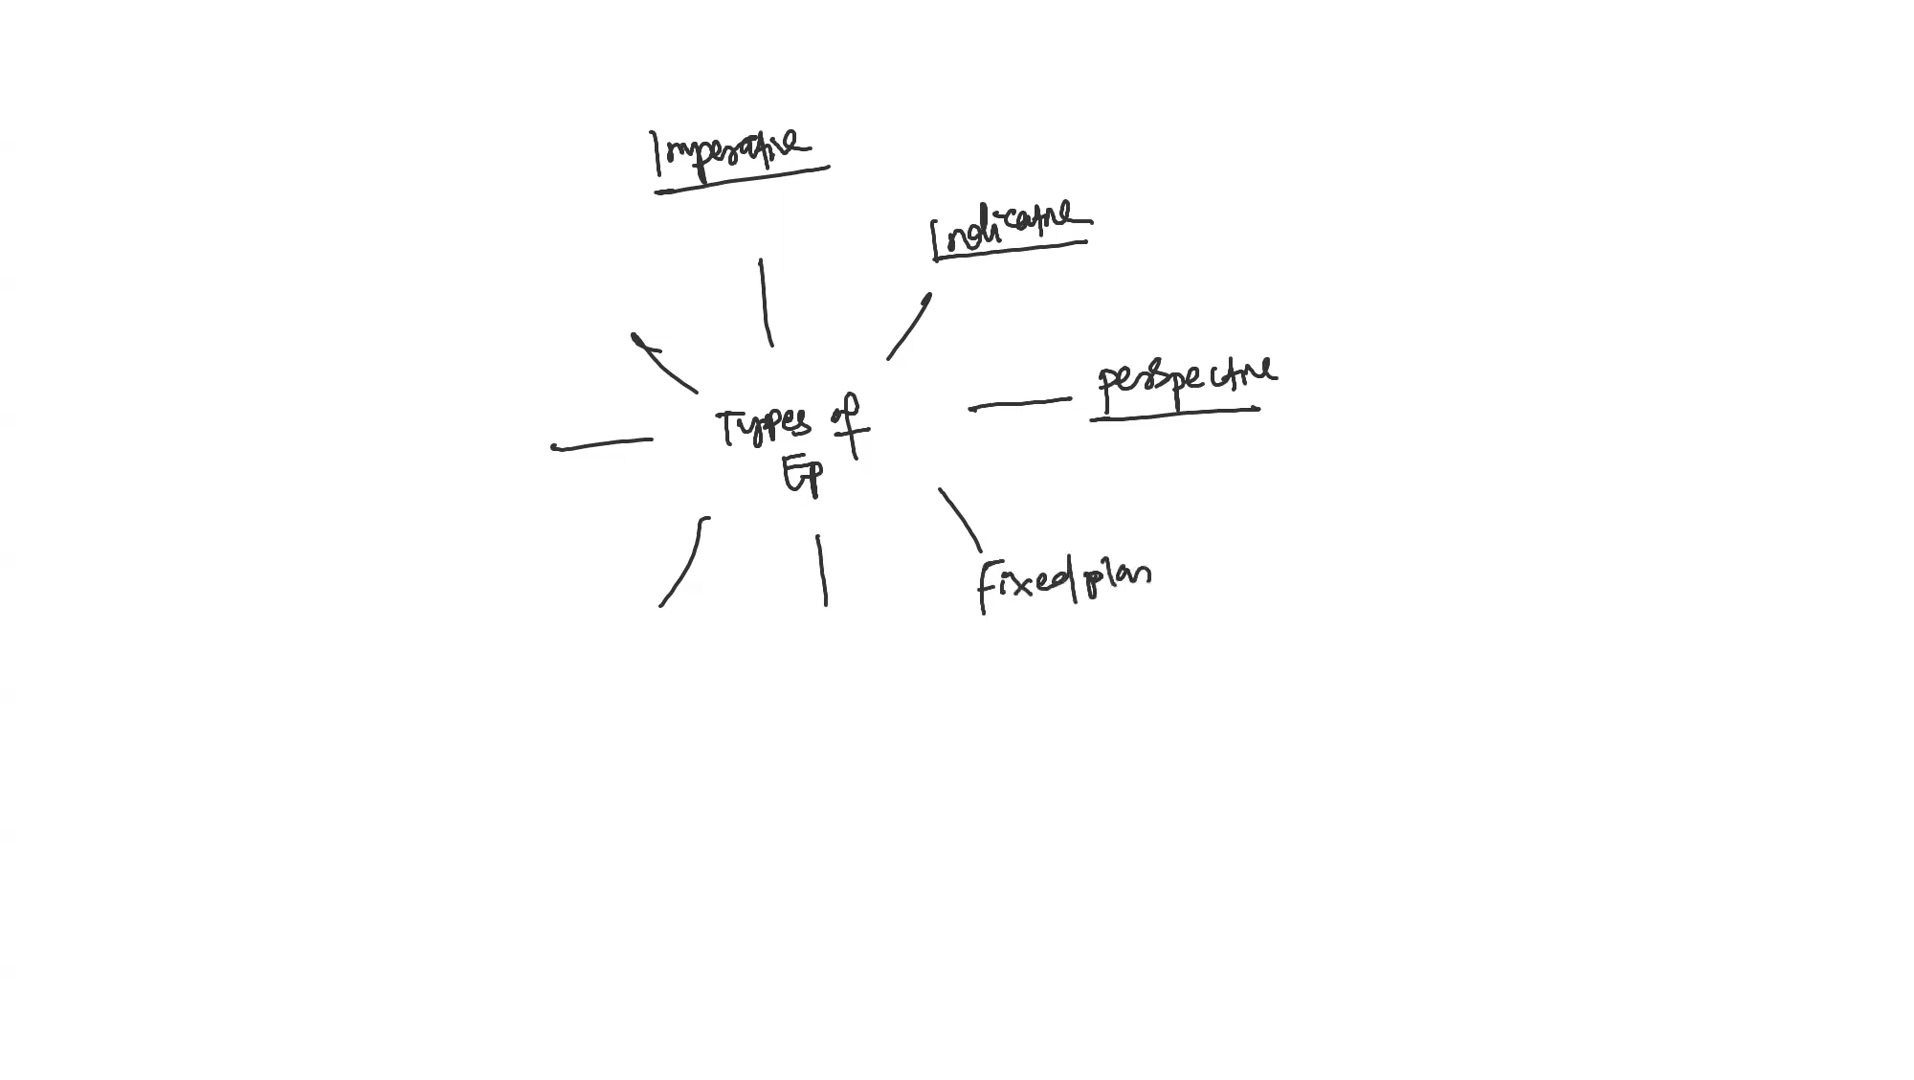 Imperative
Indicative
perspective
Types of
Ep
Fixed plan